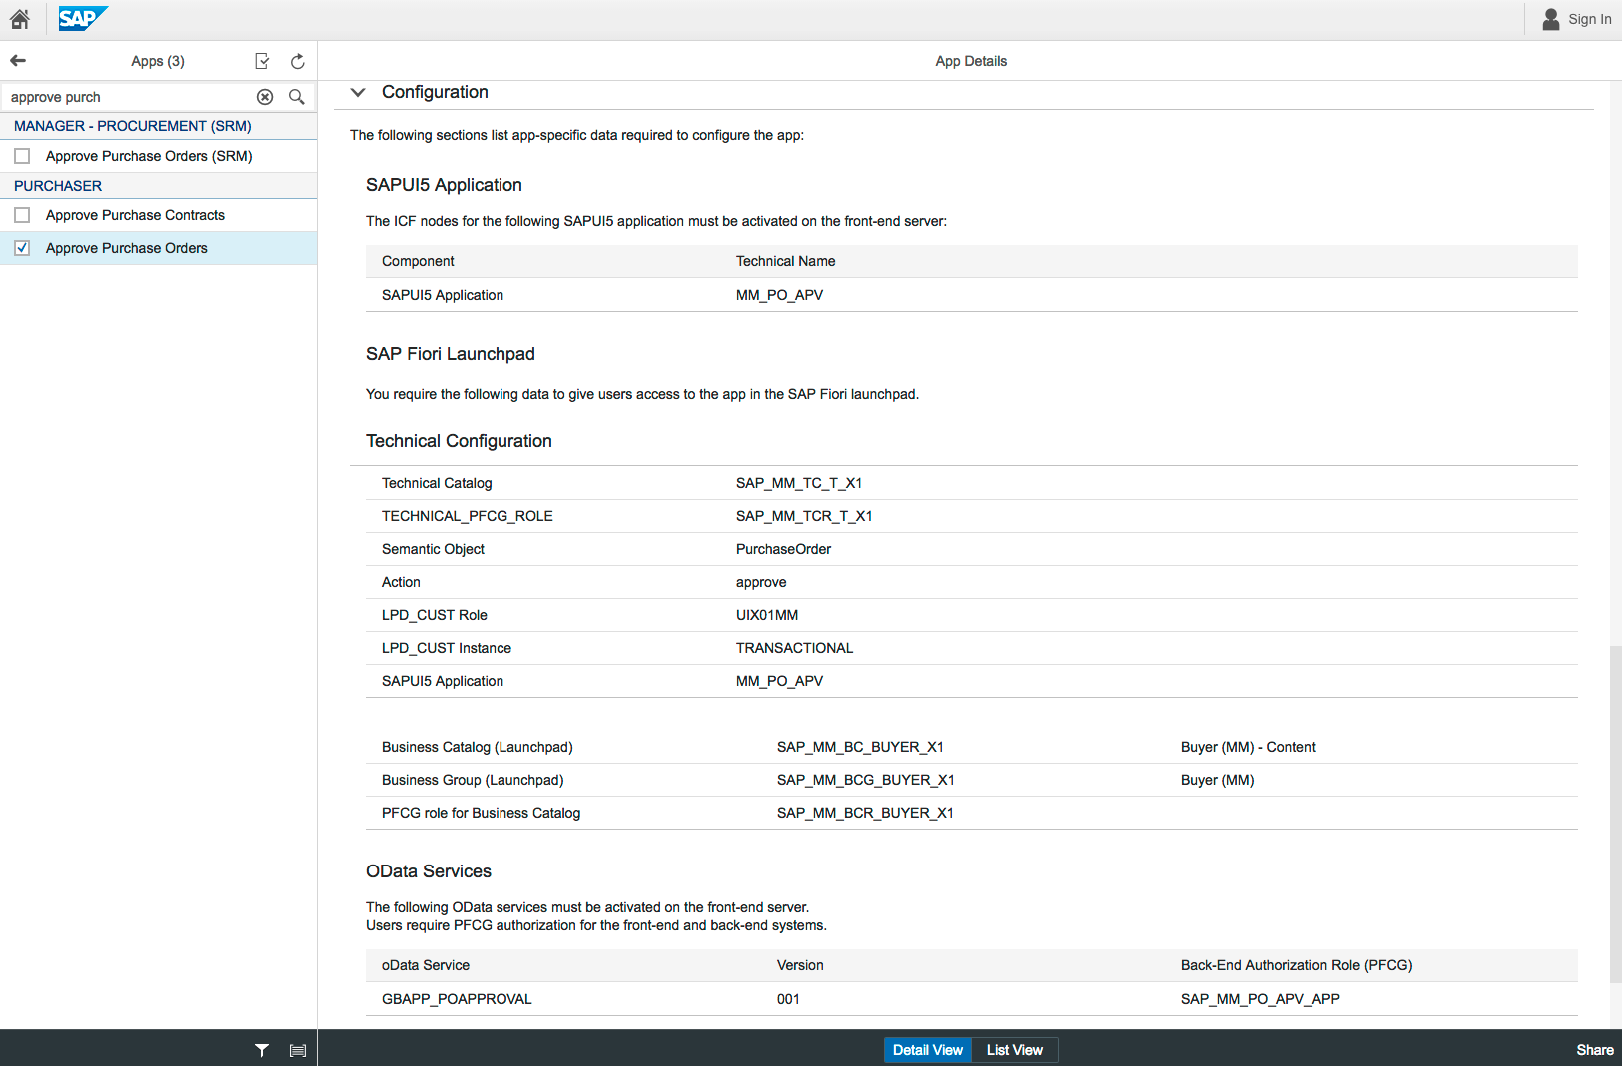 SAP
Sign In
Apps (3)
App Details
approve purch
MANAGER - PROCUREMENT (SRM)
Approve Purchase Orders (SRM)
PURCHASER
Approve Purchase Contracts
Approve Purchase Orders
Configuration
The following sections list app-specific data required to configure the app:
SAPUI5 Application
The ICF nodes for the following SAPUI5 application must be activated on the front-end server:
Component Technical Name
SAPUI5 Application MM_PO_APV
SAP Fiori Launchpad
You require the following data to give users access to the app in the SAP Fiori launchpad.
Technical Configuration
Technical Catalog SAP_MM_TC_T_X1
TECHNICAL_PFCG_ROLE SAP_MM_TCR_T_X1
Semantic Object PurchaseOrder
Action approve
LPD_CUST Role UIX01MM
LPD_CUST Instance TRANSACTIONAL
SAPUI5 Application MM_PO_APV
Business Catalog (Launchpad) SAP_MM_BC_BUYER_X1 Buyer (MM) - Content
Business Group (Launchpad) SAP_MM_BCG_BUYER_X1 Buyer (MM)
PFCG role for Business Catalog SAP_MM_BCR_BUYER_X1
OData Services
The following OData services must be activated on the front-end server.
Users require PFCG authorization for the front-end and back-end systems.
oData Service Version Back-End Authorization Role (PFCG)
GBAPP_POAPPROVAL 001 SAP_MM_PO_APV_APP
Detail View List View Share